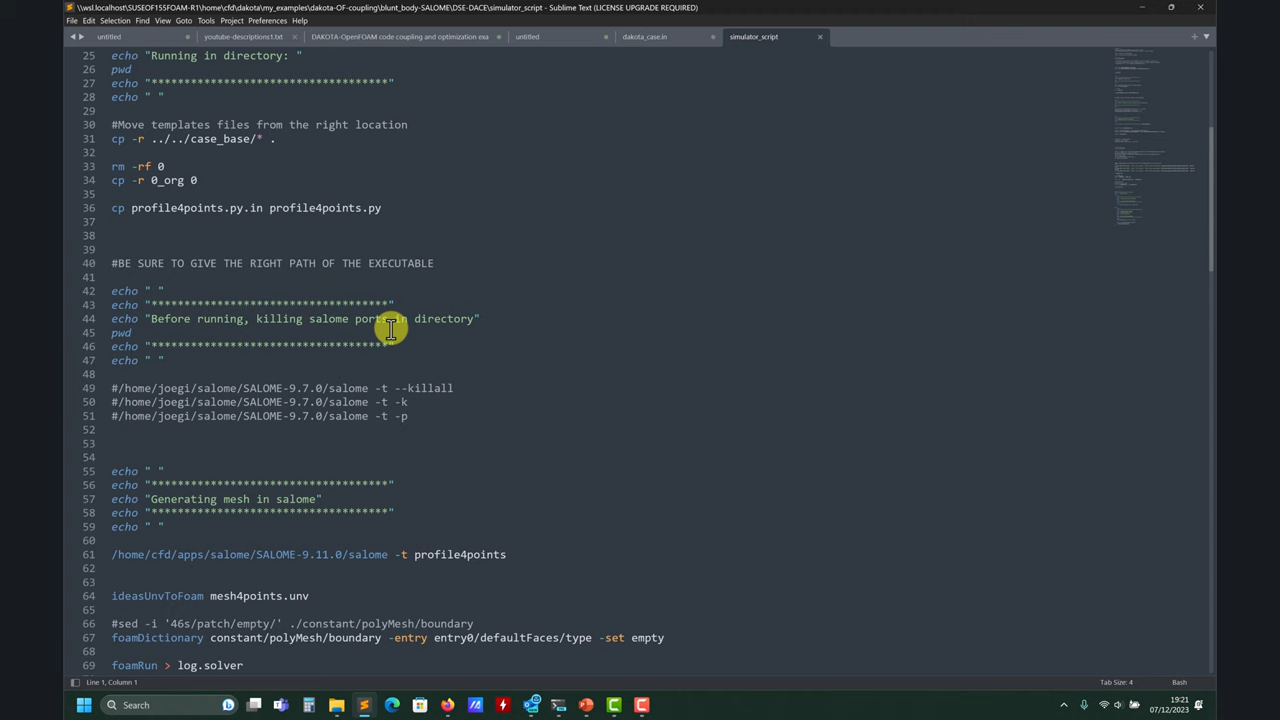 \\wsl.localhost\SUSEOF155FOAM-R1\home\cfd\dakota\my_examples\dakota-OF-coupling\blunt_body-SALOME\DSE-DACE\simulator_script - Sublime Text (LICENSE UPGRADE REQUIRED)
File Edit Selection Find View Goto Tools Project Preferences Help
untitled youtube-descriptions1.txt DAKOTA-OpenFOAM code coupling and optimization exa untitled dakota_case.in simulator_script
25 echo "Running in directory: "
26 pwd
27 echo "************************************"
28 echo " "
29
30 #Move templates files from the right location
31 cp -r ../../case_base/* .
32
33 rm -rf 0
34 cp -r 0_org 0
35
36 cp profile4points.py.in profile4points.py
37
38
39
40 #BE SURE TO GIVE THE RIGHT PATH OF THE EXECUTABLE
41
42 echo " "
43 echo "************************************"
44 echo "Before running, killing salome ports in directory"
45 pwd
46 echo "************************************"
47 echo " "
48
49 #/home/joegi/salome/SALOME-9.7.0/salome -t --killall
50 #/home/joegi/salome/SALOME-9.7.0/salome -t -k
51 #/home/joegi/salome/SALOME-9.7.0/salome -t -p
52
53
54
55 echo " "
56 echo "************************************"
57 echo "Generating mesh in salome"
58 echo "************************************"
59 echo " "
60
61 /home/cfd/apps/salome/SALOME-9.11.0/salome -t profile4points
62
63
64 ideasUnvToFoam mesh4points.unv
65
66 #sed -i '46s/patch/empty/' ./constant/polyMesh/boundary
67 foamDictionary constant/polyMesh/boundary -entry entry0/defaultFaces/type -set empty
68
69 foamRun > log.solver
Line 1, Column 1 Tab Size: 4 Bash
Search 19:21
07/12/2023